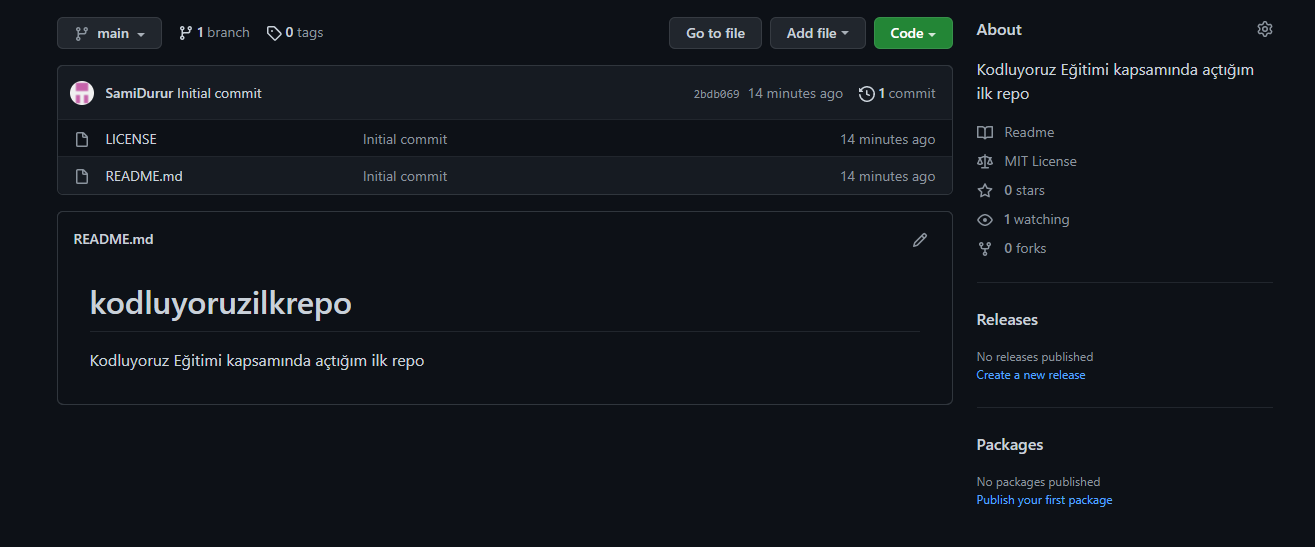 main
1 branch
0 tags
Go to file
Add file
Code
SamiDurur Initial commit
2bdb069 14 minutes ago
1 commit
LICENSE Initial commit 14 minutes ago
README.md Initial commit 14 minutes ago
README.md
kodluyoruzilkrepo
Kodluyoruz Eğitimi kapsamında açtığım ilk repo
About
Kodluyoruz Eğitimi kapsamında açtığım
ilk repo
Readme
MIT License
0 stars
1 watching
0 forks
Releases
No releases published
Create a new release
Packages
No packages published
Publish your first package